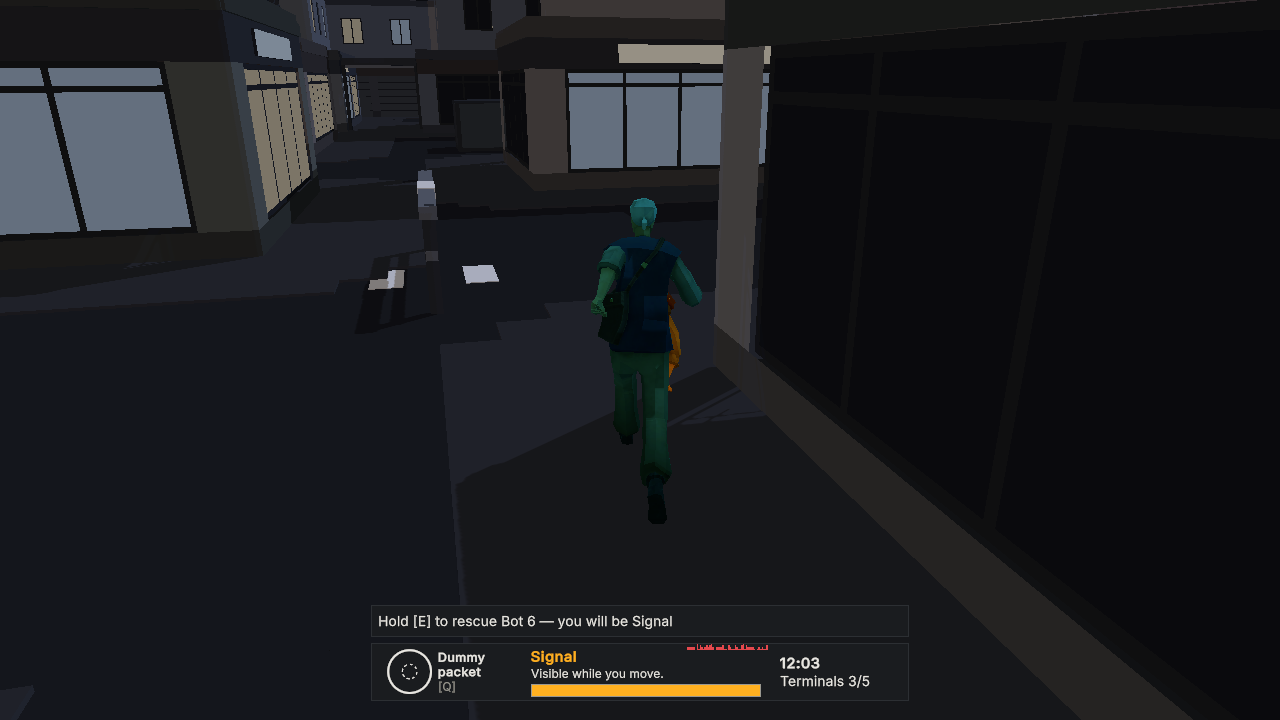 Hold [E] to rescue Bot 6 — you will be Signal
Dummy packet
[Q]
Signal
Visible while you move.
12:03
Terminals 3/5